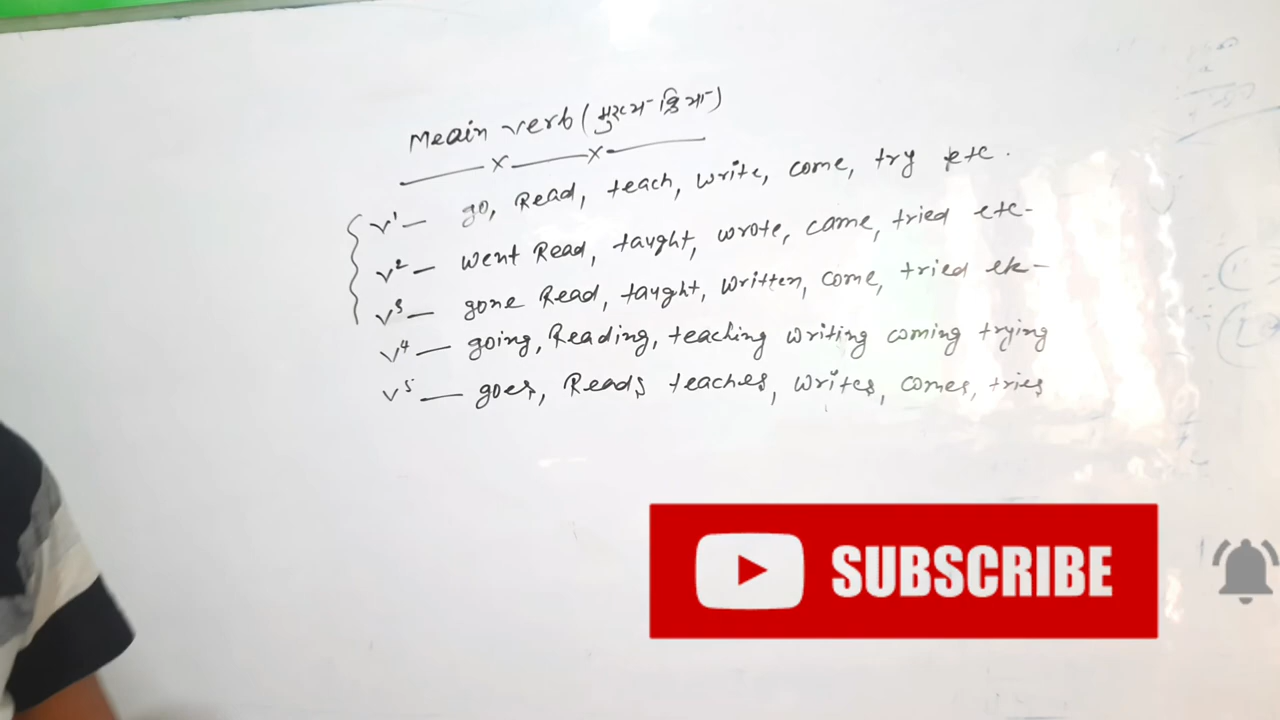 Meain verb (मुख्य क्रिया)
V¹ — go, Read, teach, write, come, try etc.
V² — went Read, taught, wrote, came, tried etc-
V³ — gone Read, taught, written, come, tried etc-
V⁴ — going, Reading, teaching writing coming trying
V⁵ — goes, Reads teaches, writes, comes, tries
SUBSCRIBE